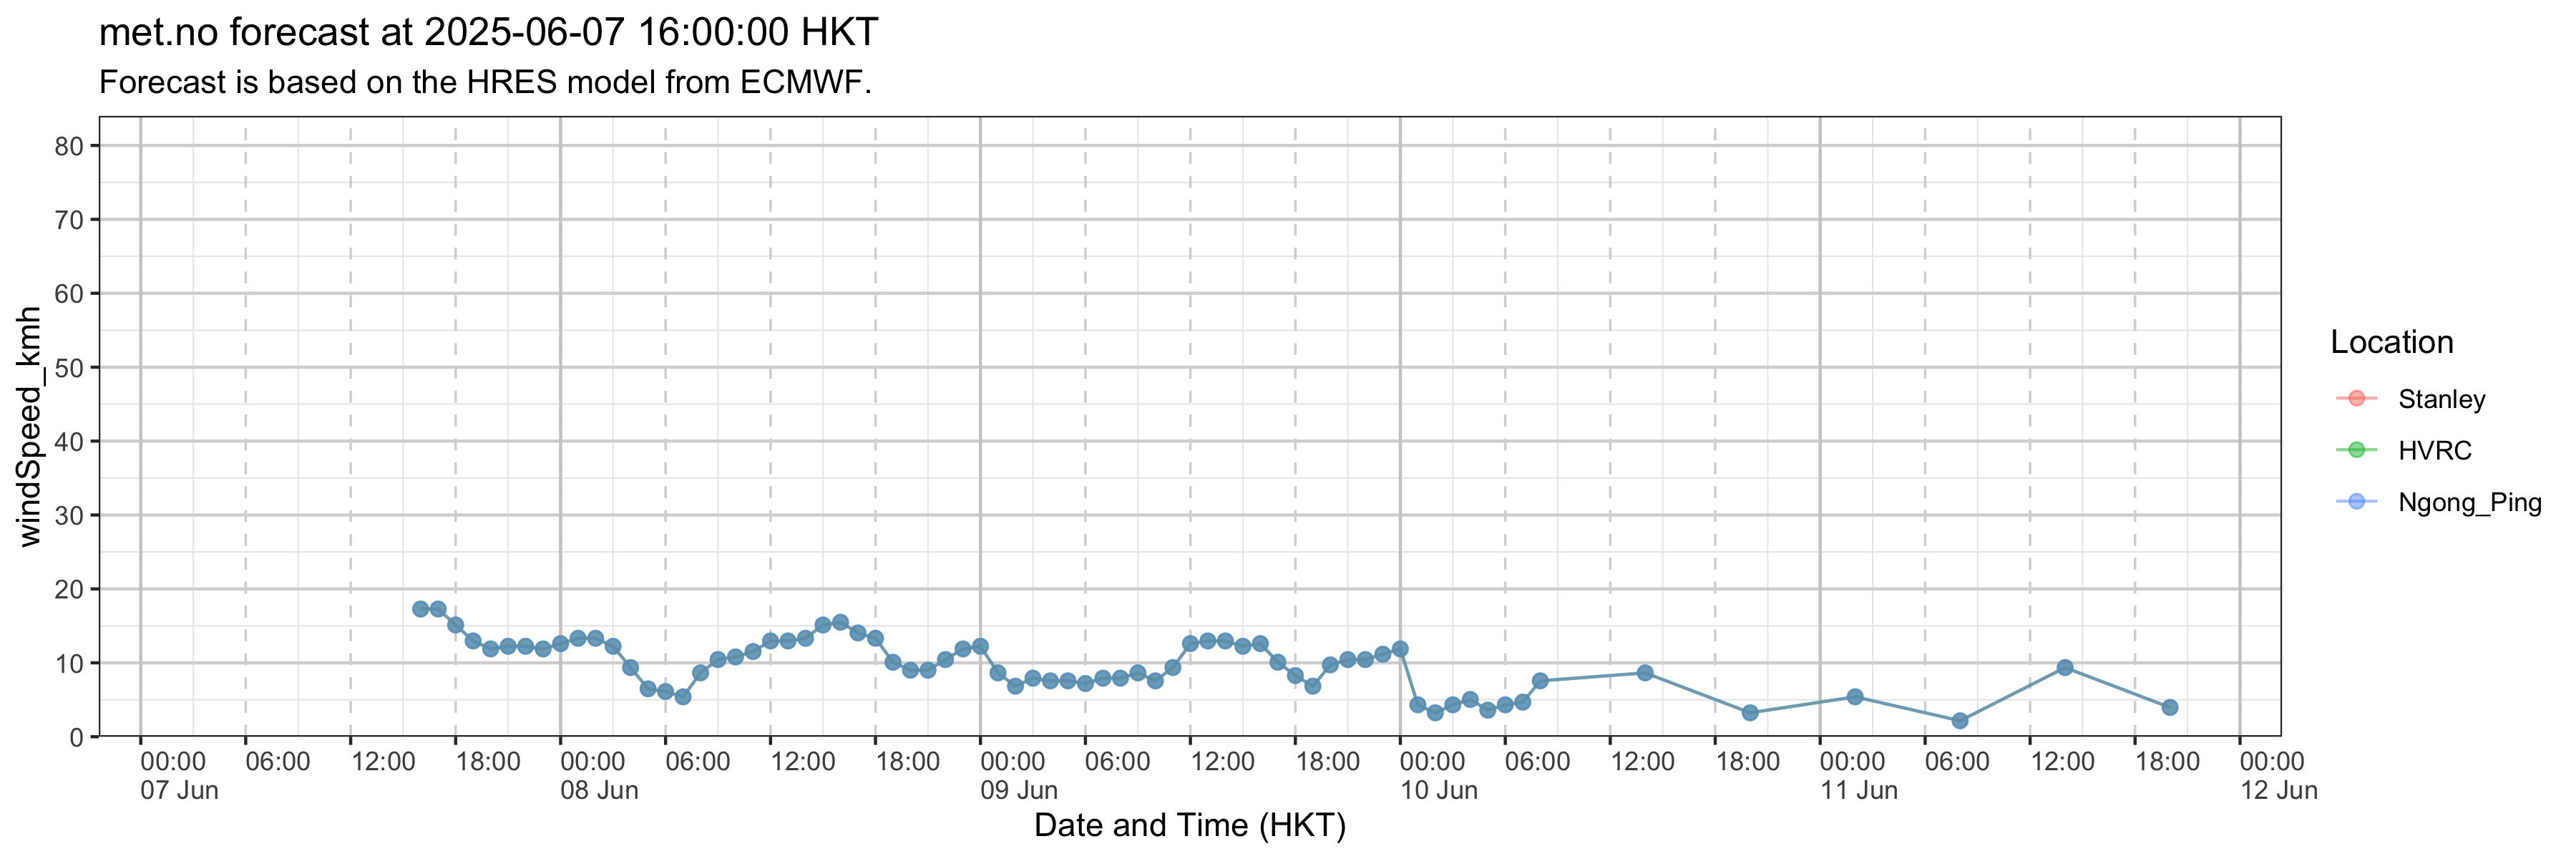 met.no forecast at 2025-06-07 16:00:00 HKT
Forecast is based on the HRES model from ECMWF.
windSpeed_kmh
80
70
60
50
40
30
20
10
0
00:00 06:00 12:00 18:00 00:00 06:00 12:00 18:00 00:00 06:00 12:00 18:00 00:00 06:00 12:00 18:00 00:00 06:00 12:00 18:00 00:00
07 Jun 08 Jun 09 Jun 10 Jun 11 Jun 12 Jun
Date and Time (HKT)
Location
Stanley
HVRC
Ngong_Ping